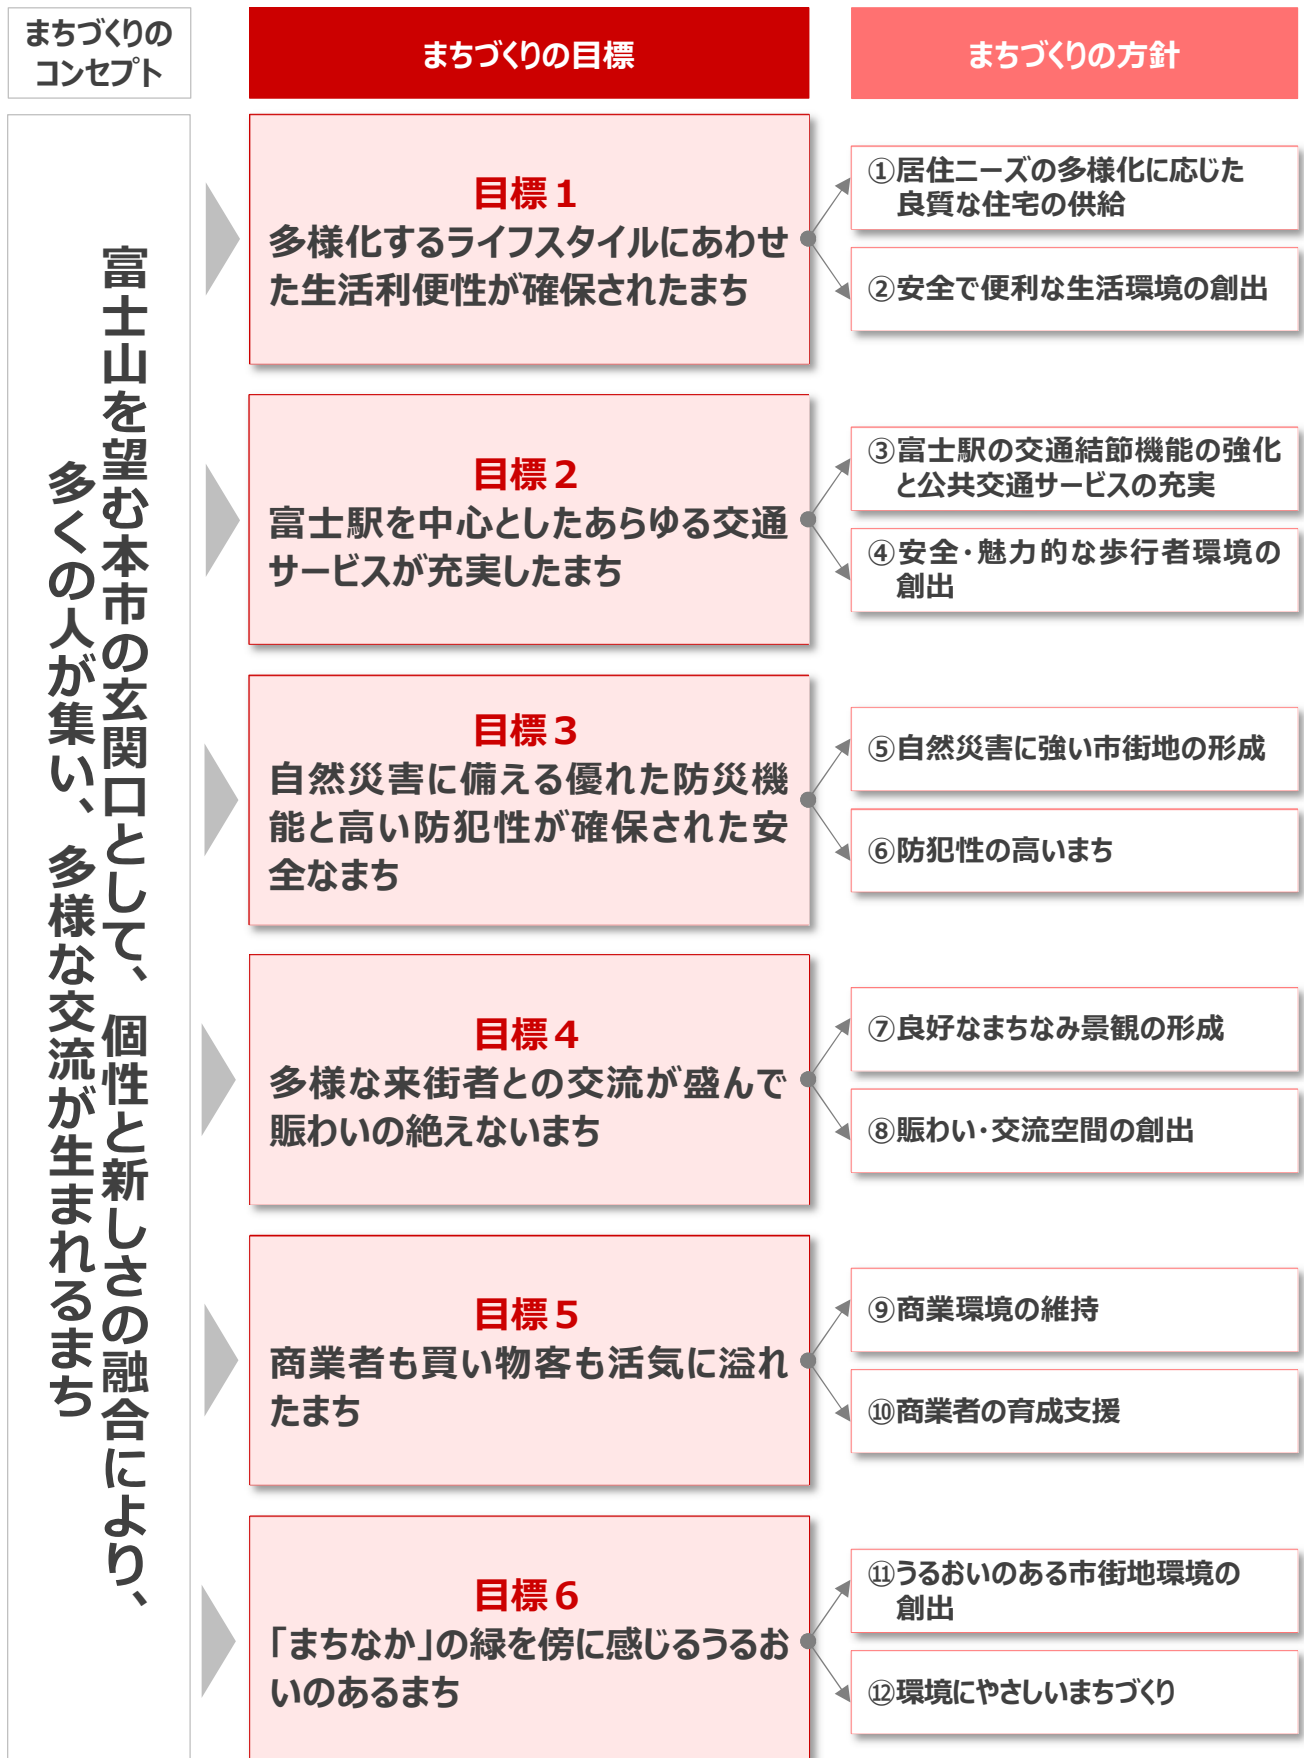 まちづくりの
コンセプト
まちづくりの目標
まちづくりの方針
富士山を望む本市の玄関口として、個性と新しさの融合により、
多くの人が集い、多様な交流が生まれるまち
目標1
多様化するライフスタイルにあわせ
た生活利便性が確保されたまち
①居住ニーズの多様化に応じた
良質な住宅の供給
②安全で便利な生活環境の創出
目標2
富士駅を中心としたあらゆる交通
サービスが充実したまち
③富士駅の交通結節機能の強化
と公共交通サービスの充実
④安全・魅力的な歩行者環境の
創出
目標3
自然災害に備える優れた防災機
能と高い防犯性が確保された安
全なまち
⑤自然災害に強い市街地の形成
⑥防犯性の高いまち
目標4
多様な来街者との交流が盛んで
賑わいの絶えないまち
⑦良好なまちなみ景観の形成
⑧賑わい・交流空間の創出
目標5
商業者も買い物客も活気に溢れ
たまち
⑨商業環境の維持
⑩商業者の育成支援
目標6
「まちなか」の緑を傍に感じるうるお
いのあるまち
⑪うるおいのある市街地環境の
創出
⑫環境にやさしいまちづくり